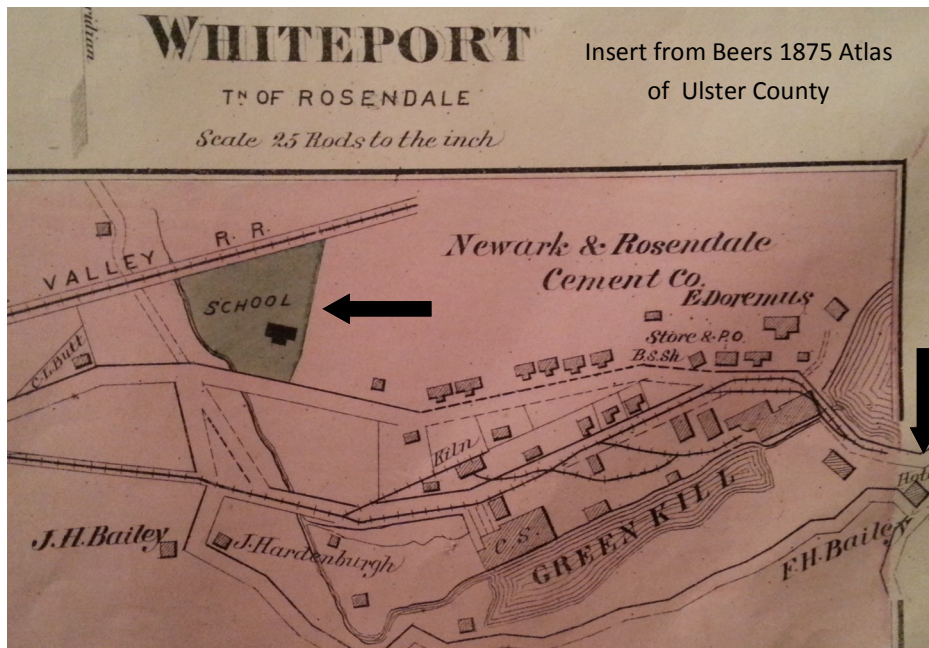 WHITEPORT
TN OF ROSENDALE
Scale 25 Rods to the inch
Insert from Beers 1875 Atlas
of Ulster County
VALLEY R. R.
SCHOOL
Newark & Rosendale
Cement Co.
E. Doremus
Store & P.O.
B.S.Sh
C.L. Butt
Kiln
J.H. Bailey
J. Hardenburgh
C S.
GREEN KILL
F.H. Bailey